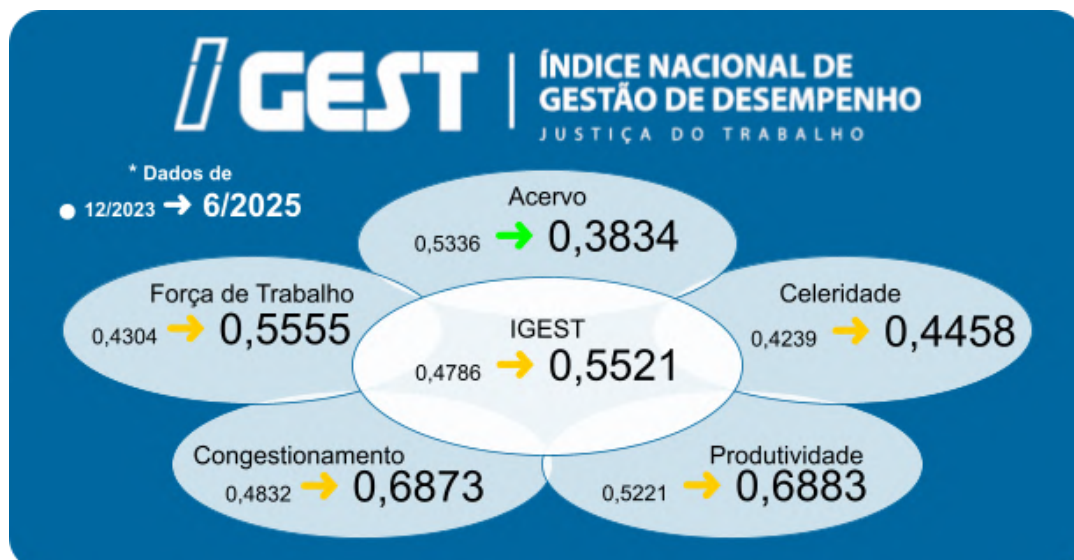 IGEST
ÍNDICE NACIONAL DE
GESTÃO DE DESEMPENHO
JUSTIÇA DO TRABALHO
* Dados de
12/2023 ➔ 6/2025
Acervo
0,5336 ➔ 0,3834
Força de Trabalho
0,4304 ➔ 0,5555
Celeridade
0,4239 ➔ 0,4458
IGEST
0,4786 ➔ 0,5521
Congestionamento
0,4832 ➔ 0,6873
Produtividade
0,5221 ➔ 0,6883